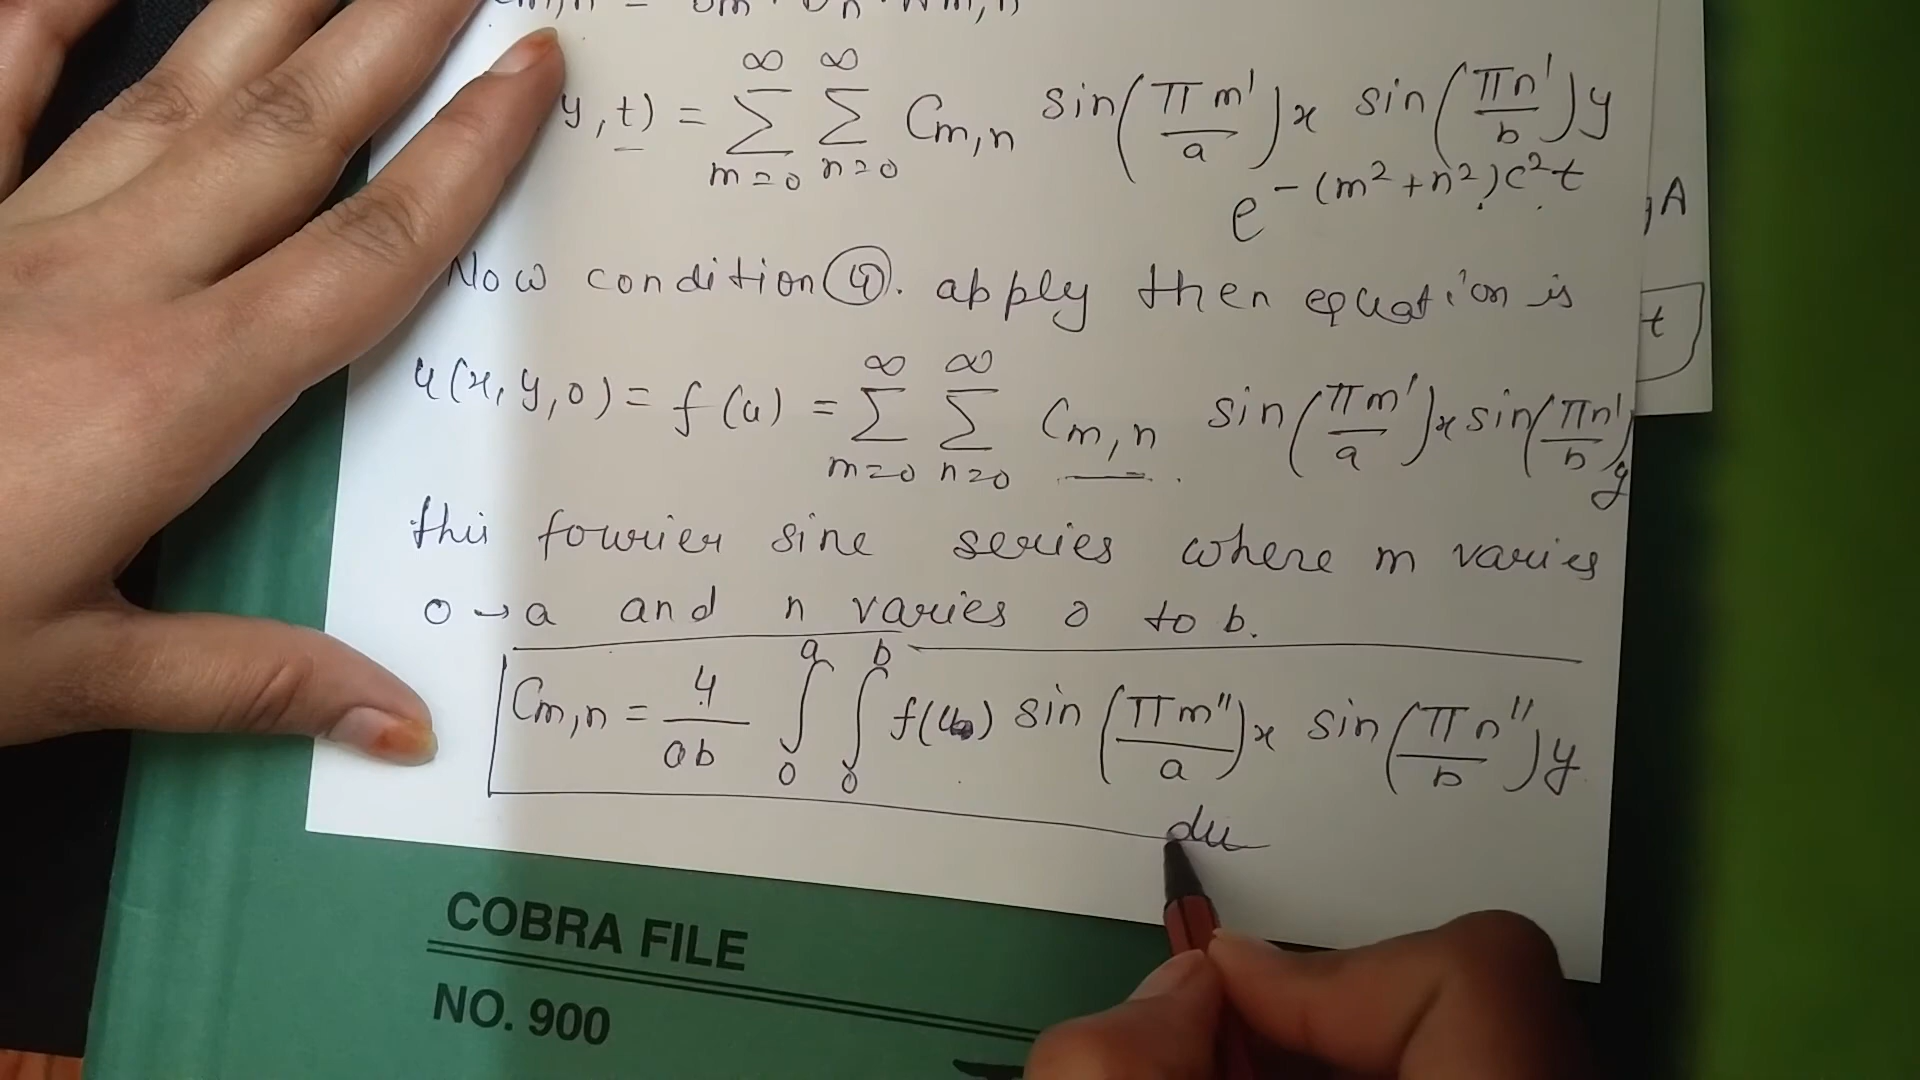 y,t) = ∞∑m=0 ∞∑n=0 Cm,n sin(πm'/a)x sin(πn'/b)y
e^-(m²+n²)c²t
,A
Now condition ④. apply then equation is
t
u(x,y,0) = f(u) = ∞∑m=0 ∞∑n=0 Cm,n sin(πm'/a)x sin(πn'/b)y
this fourier sine series where m varies
0→a and n varies 0 to b.
Cm,n = 4/ab ∫0^a ∫0^b f(u) sin(πm''/a)x sin(πn''/b)y
du
COBRA FILE
NO. 900